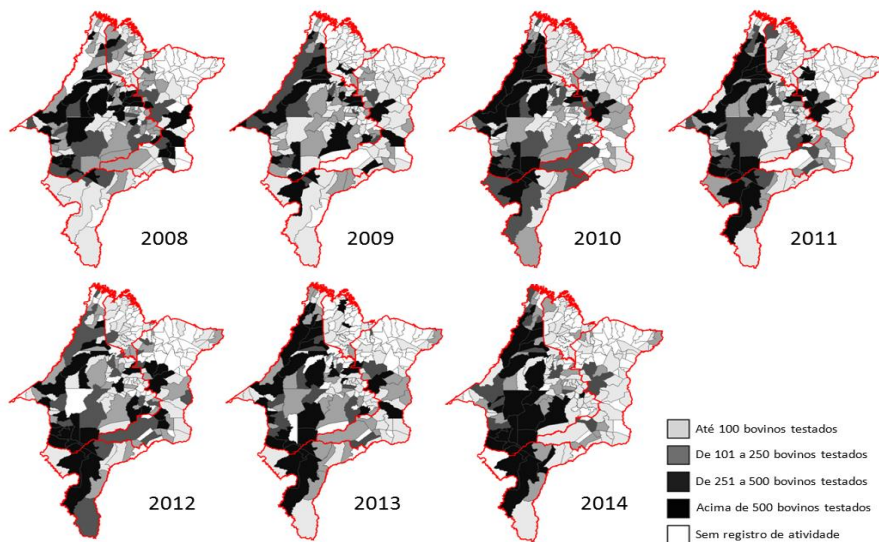 2008
2009
2010
2011
2012
2013
2014
Até 100 bovinos testados
De 101 a 250 bovinos testados
De 251 a 500 bovinos testados
Acima de 500 bovinos testados
Sem registro de atividade